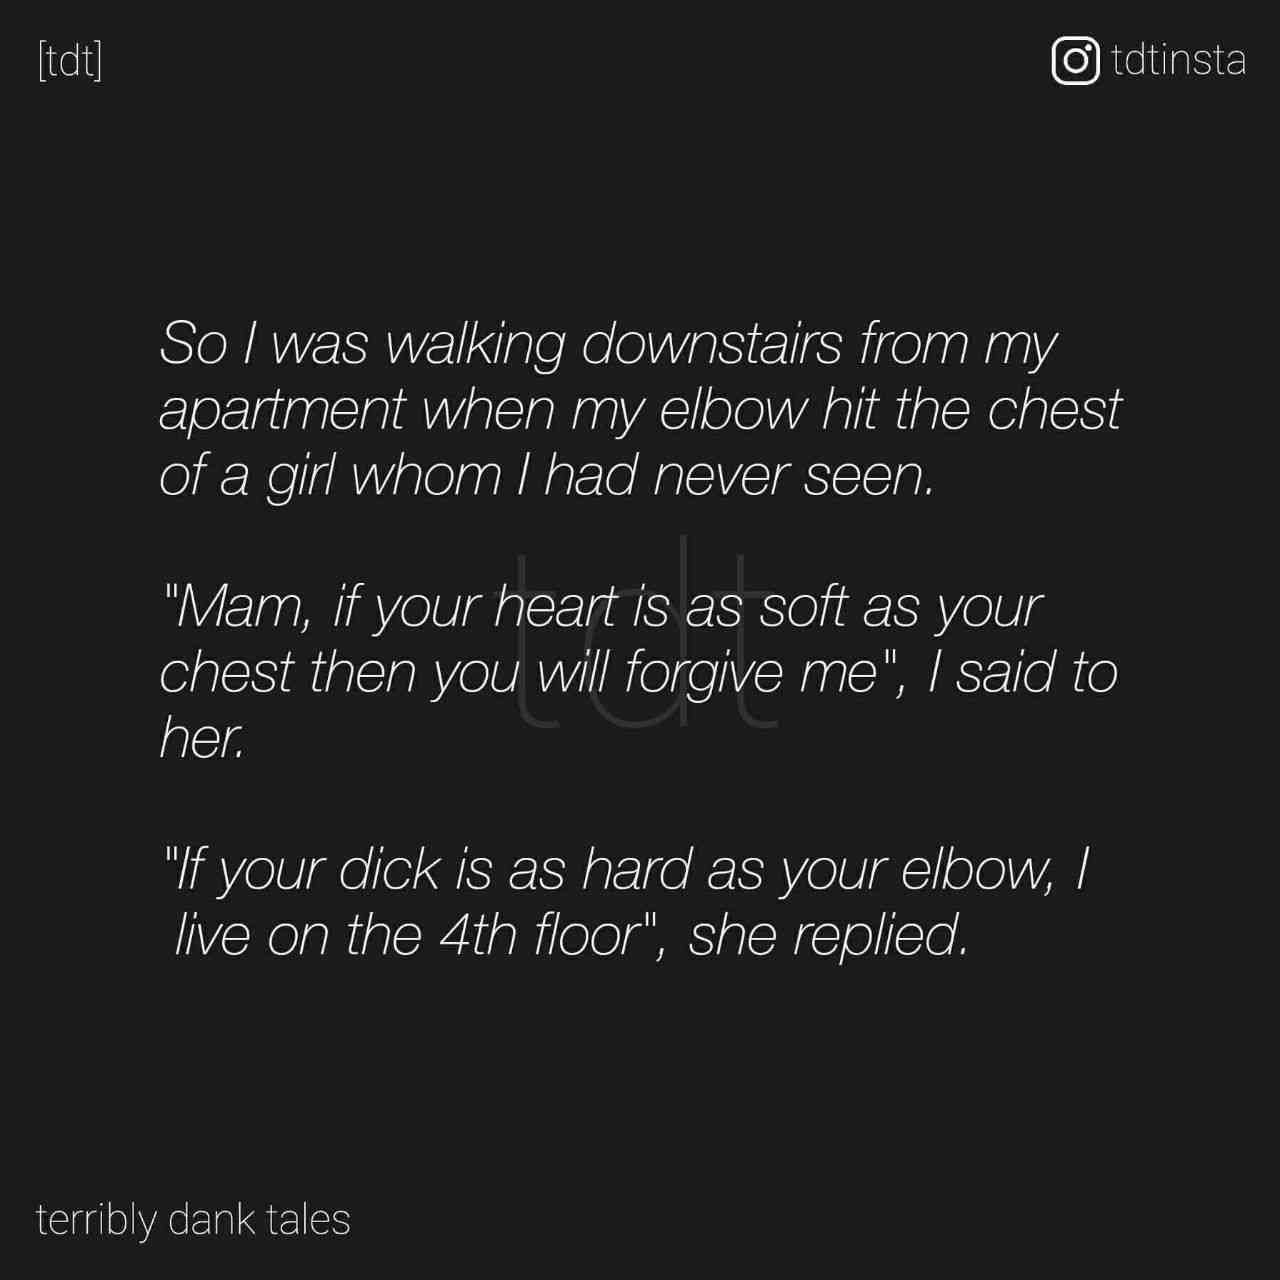 [tdt]
tdtinsta
So I was walking downstairs from my
apartment when my elbow hit the chest
of a girl whom I had never seen.
tdt
"Mam, if your heart is as soft as your
chest then you will forgive me", I said to
her.
"If your dick is as hard as your elbow, I
live on the 4th floor", she replied.
terribly dank tales